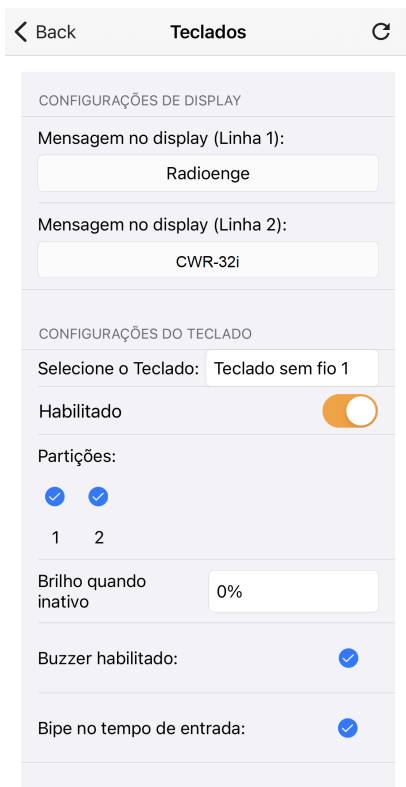 Back Teclados
CONFIGURAÇÕES DE DISPLAY
Mensagem no display (Linha 1):
Radioenge
Mensagem no display (Linha 2):
CWR-32i
CONFIGURAÇÕES DO TECLADO
Selecione o Teclado: Teclado sem fio 1
Habilitado
Partições:
1 2
Brilho quando
inativo
0%
Buzzer habilitado:
Bipe no tempo de entrada: